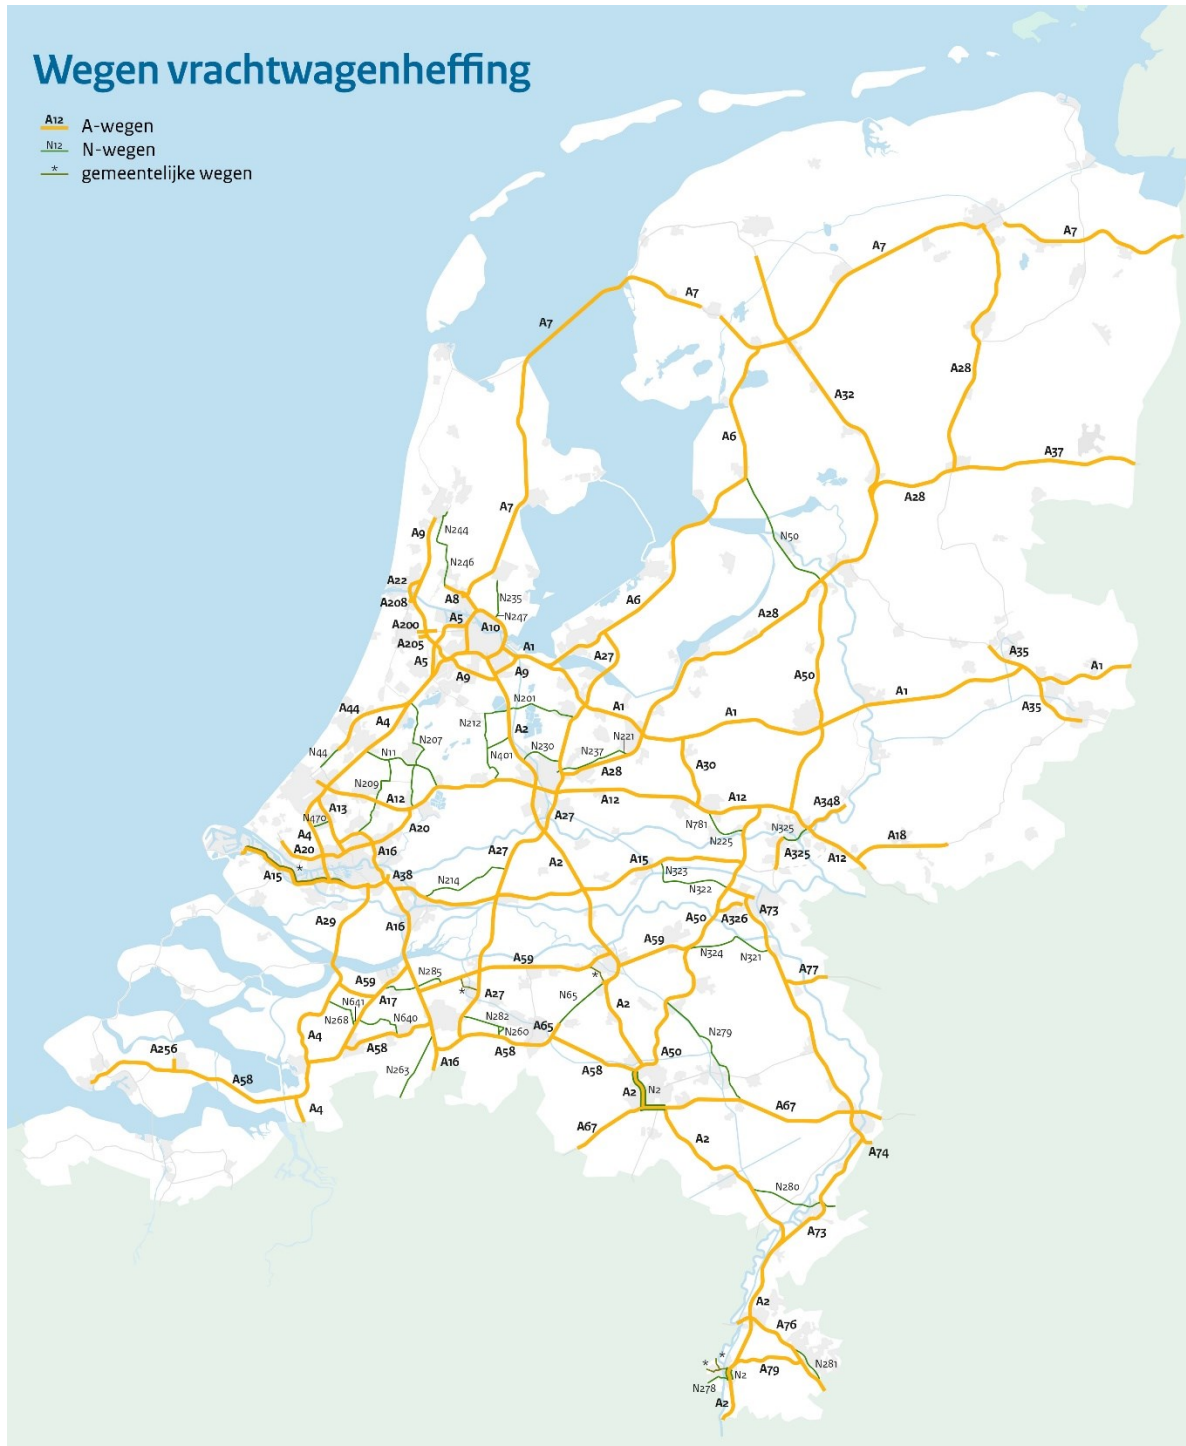 Wegen vrachtwagenheffing
A12 A-wegen
N12 N-wegen
* gemeentelijke wegen
A7
A7
A7
A7
A28
A32
A6
A37
A28
A7
N50
A9
N244
N246
A22
A208
A8
N235
N247
A6
A28
A200
A5
A10
A205
A1
A27
A35
A1
A5
A9
A9
A50
A1
A35
N201
A44
A4
N212
A2
A1
A1
N207
N221
N44
N11
N401
N230
N237
A28
A30
N209
A12
A12
A12
A348
A13
N470
A27
N781
N325
A4
A20
A20
A16
N225
A325
A18
A12
*
A15
A38
A27
A2
A15
N323
N214
N322
A29
A16
A50
A326
A73
A59
A59
N324
N321
A77
A59
N285
*
N641
A17
*
A27
N65
A2
N268
N640
N282
N260
A65
N279
A4
A58
A16
A58
A50
A256
A58
N263
A58
A2
N2
A4
A67
A67
A2
A74
N280
A73
A2
A76
*
*
A79
N281
N2
N278
A2